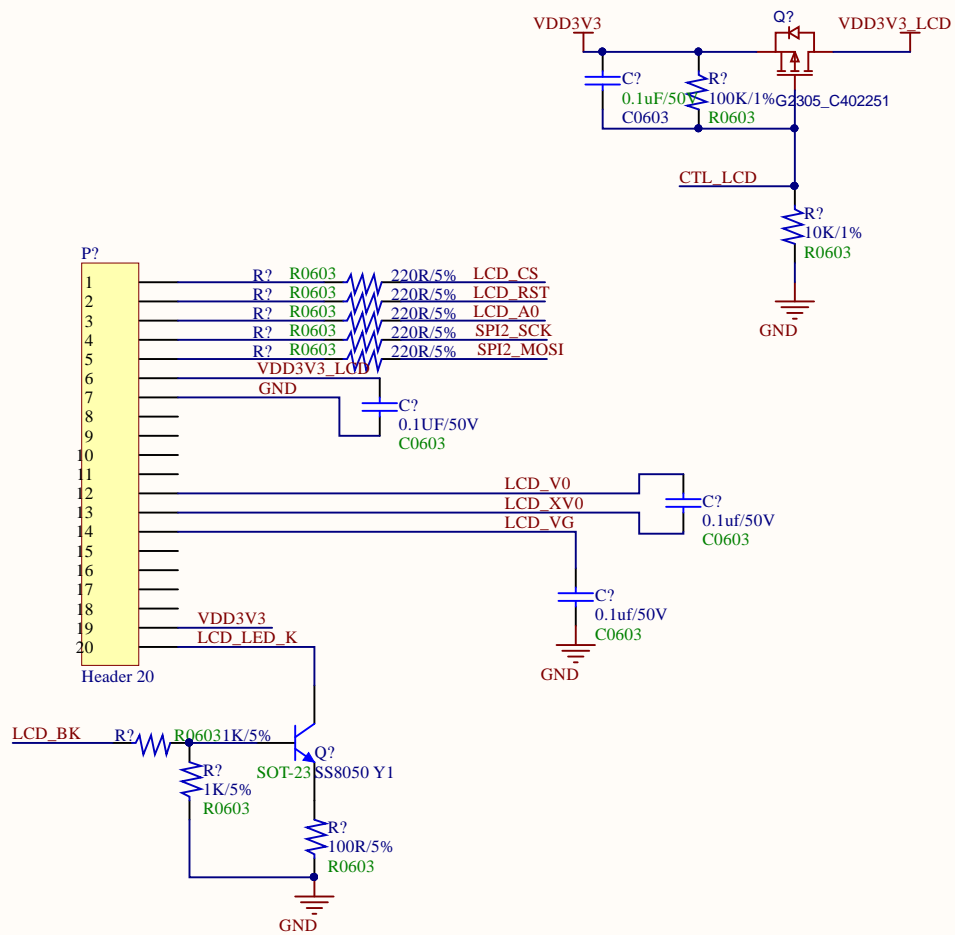 VDD3V3
Q?
VDD3V3_LCD
C?
0.1uF/50V
C0603
R?
100K/1%
R0603
G2305_C402251
CTL_LCD
R?
10K/1%
R0603
GND
P?
1 R? R0603 220R/5% LCD_CS
2 R? R0603 220R/5% LCD_RST
3 R? R0603 220R/5% LCD_A0
4 R? R0603 220R/5% SPI2_SCK
5 R? R0603 220R/5% SPI2_MOSI
6 VDD3V3_LCD
7 GND
C?
0.1UF/50V
C0603
8
9
10
11
12 LCD_V0
13 LCD_XV0
14 LCD_VG
C?
0.1uf/50V
C0603
15
16
17
18
C?
0.1uf/50V
C0603
GND
19 VDD3V3
20 LCD_LED_K
Header 20
LCD_BK R? R0603 1K/5%
Q?
SOT-23 SS8050 Y1
R?
1K/5%
R0603
R?
100R/5%
R0603
GND